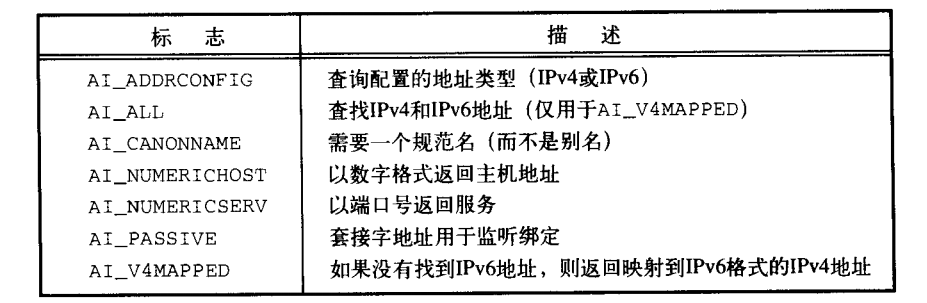 标 志 描 述
AI_ADDRCONFIG 查询配置的地址类型（IPv4或IPv6）
AI_ALL 查找IPv4和IPv6地址（仅用于AI_V4MAPPED）
AI_CANONNAME 需要一个规范名（而不是别名）
AI_NUMERICHOST 以数字格式返回主机地址
AI_NUMERICSERV 以端口号返回服务
AI_PASSIVE 套接字地址用于监听绑定
AI_V4MAPPED 如果没有找到IPv6地址，则返回映射到IPv6格式的IPv4地址